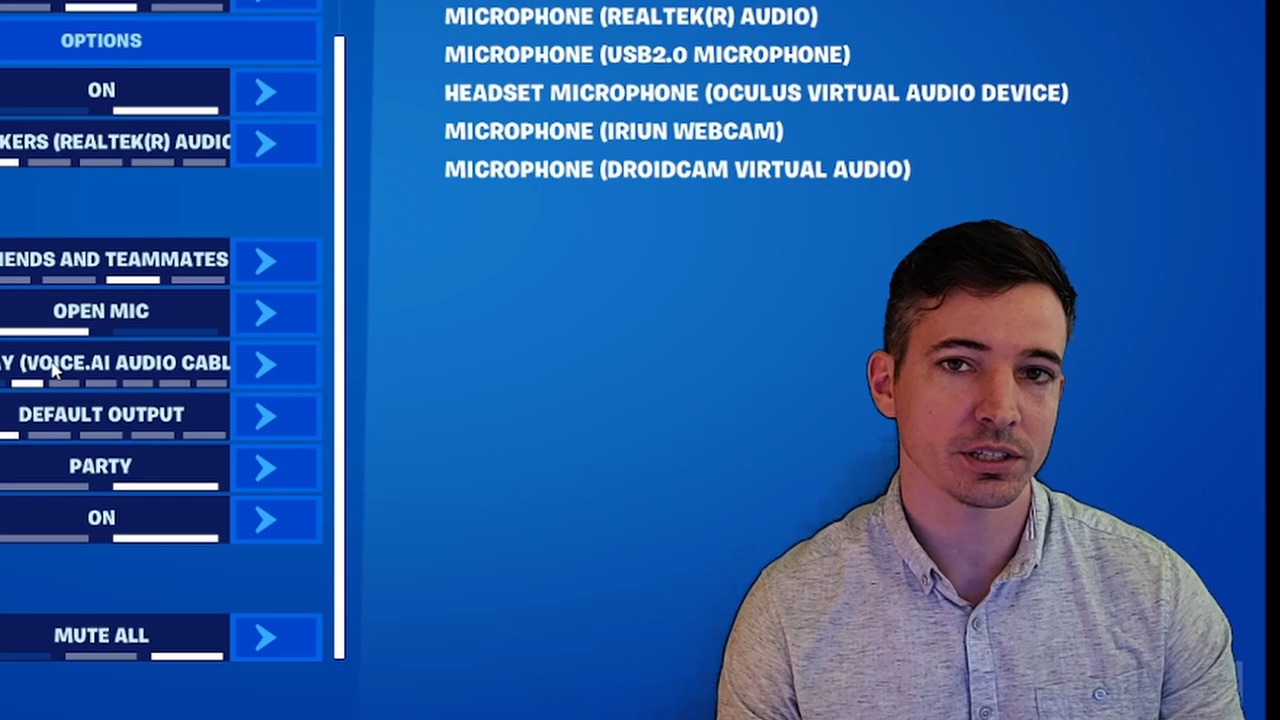 OPTIONS
ON
KERS (REALTEK(R) AUDIO
IENDS AND TEAMMATES
OPEN MIC
AY (VOICE.AI AUDIO CABL
DEFAULT OUTPUT
PARTY
ON
MUTE ALL
MICROPHONE (REALTEK(R) AUDIO)
MICROPHONE (USB2.0 MICROPHONE)
HEADSET MICROPHONE (OCULUS VIRTUAL AUDIO DEVICE)
MICROPHONE (IRIUN WEBCAM)
MICROPHONE (DROIDCAM VIRTUAL AUDIO)